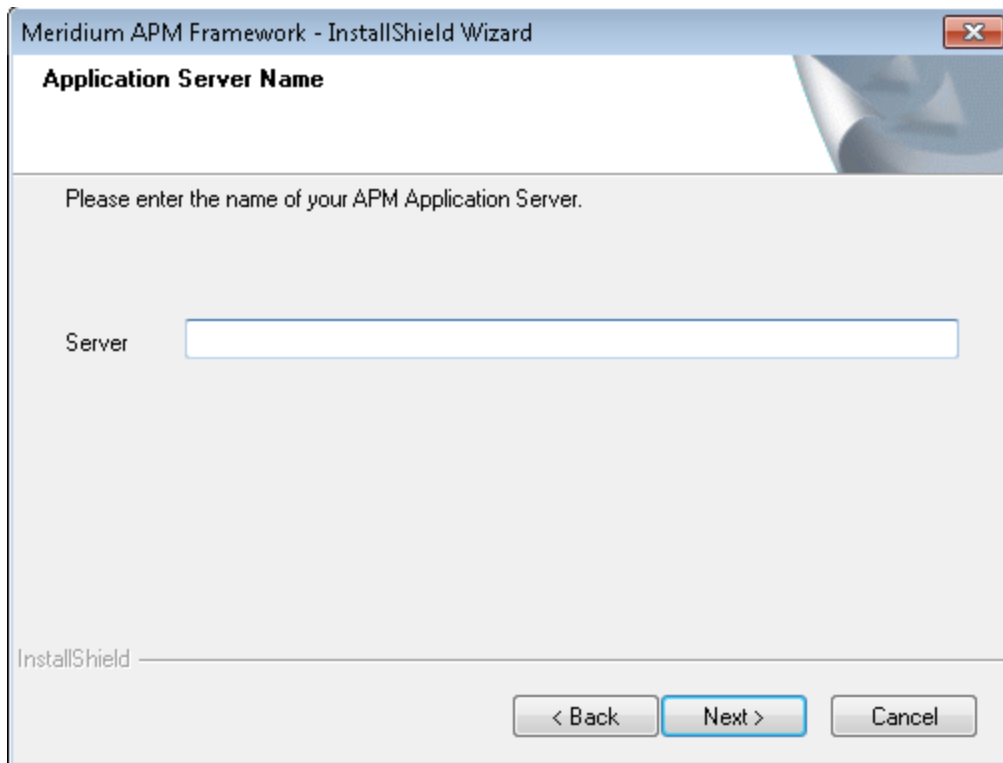 Meridium APM Framework - InstallShield Wizard
Application Server Name
Please enter the name of your APM Application Server.
Server
InstallShield
< Back
Next >
Cancel